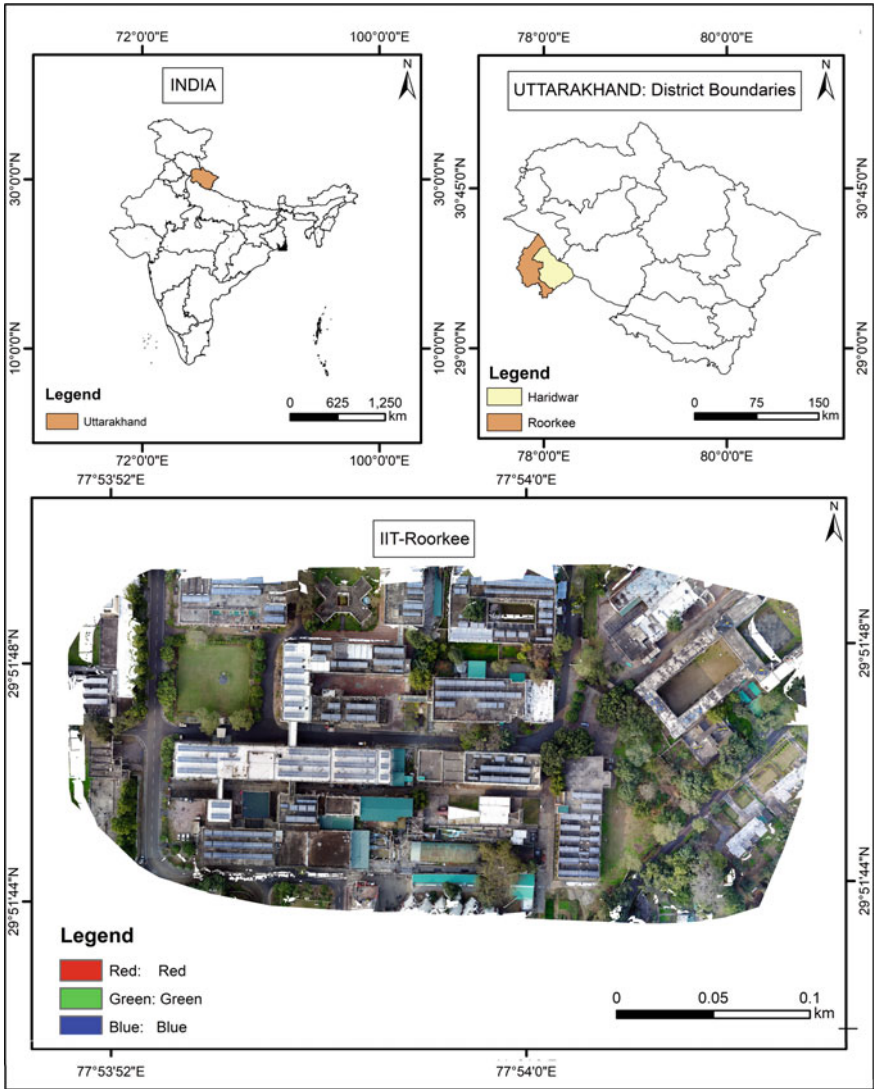 72°0'0"E 100°0'0"E
INDIA
N
30°0'0"N
30°0'0"N
10°0'0"N
10°0'0"N
Legend
Uttarakhand
0 625 1,250
km
72°0'0"E 100°0'0"E
78°0'0"E 80°0'0"E
UTTARAKHAND: District Boundaries
N
30°45'0"N
30°45'0"N
29°0'0"N
29°0'0"N
Legend
Haridwar
Roorkee
0 75 150
km
78°0'0"E 80°0'0"E
77°53'52"E 77°54'0"E
IIT-Roorkee
N
29°51'48"N
29°51'48"N
29°51'44"N
29°51'44"N
Legend
Red: Red
Green: Green
Blue: Blue
0 0.05 0.1
km
77°53'52"E 77°54'0"E